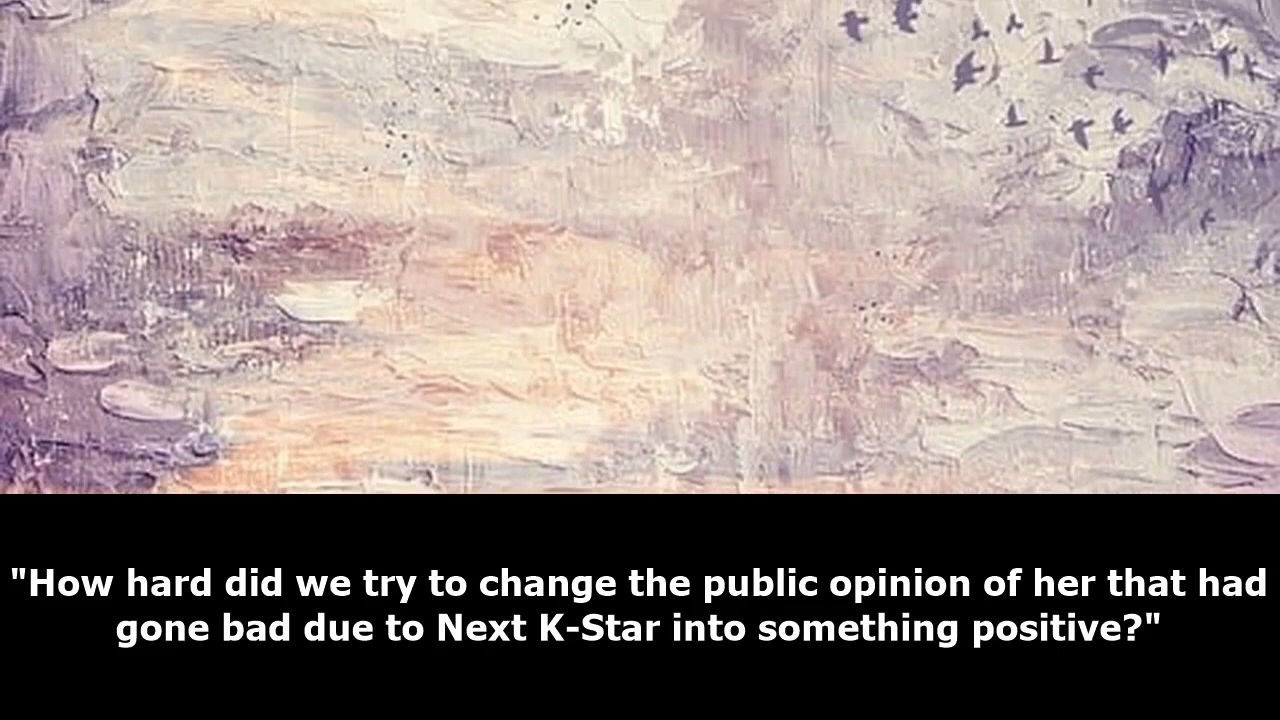 "How hard did we try to change the public opinion of her that had
gone bad due to Next K-Star into something positive?"